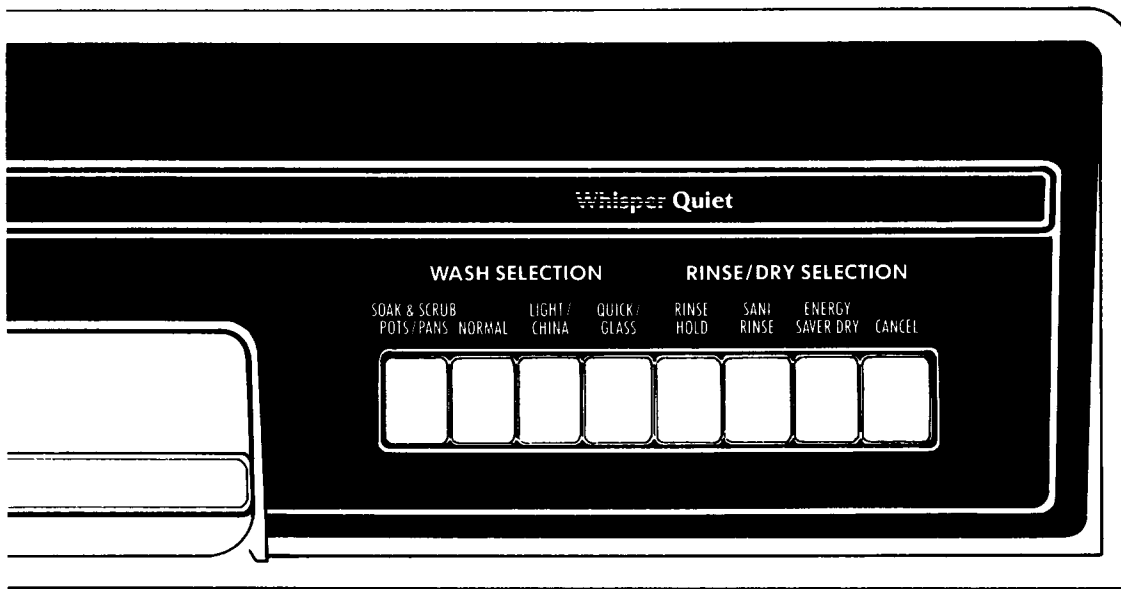 Whisper Quiet
WASH SELECTION
RINSE/DRY SELECTION
SOAK & SCRUB
POTS/PANS
NORMAL
LIGHT/
CHINA
QUICK/
GLASS
RINSE
HOLD
SANI
RINSE
ENERGY
SAVER DRY
CANCEL